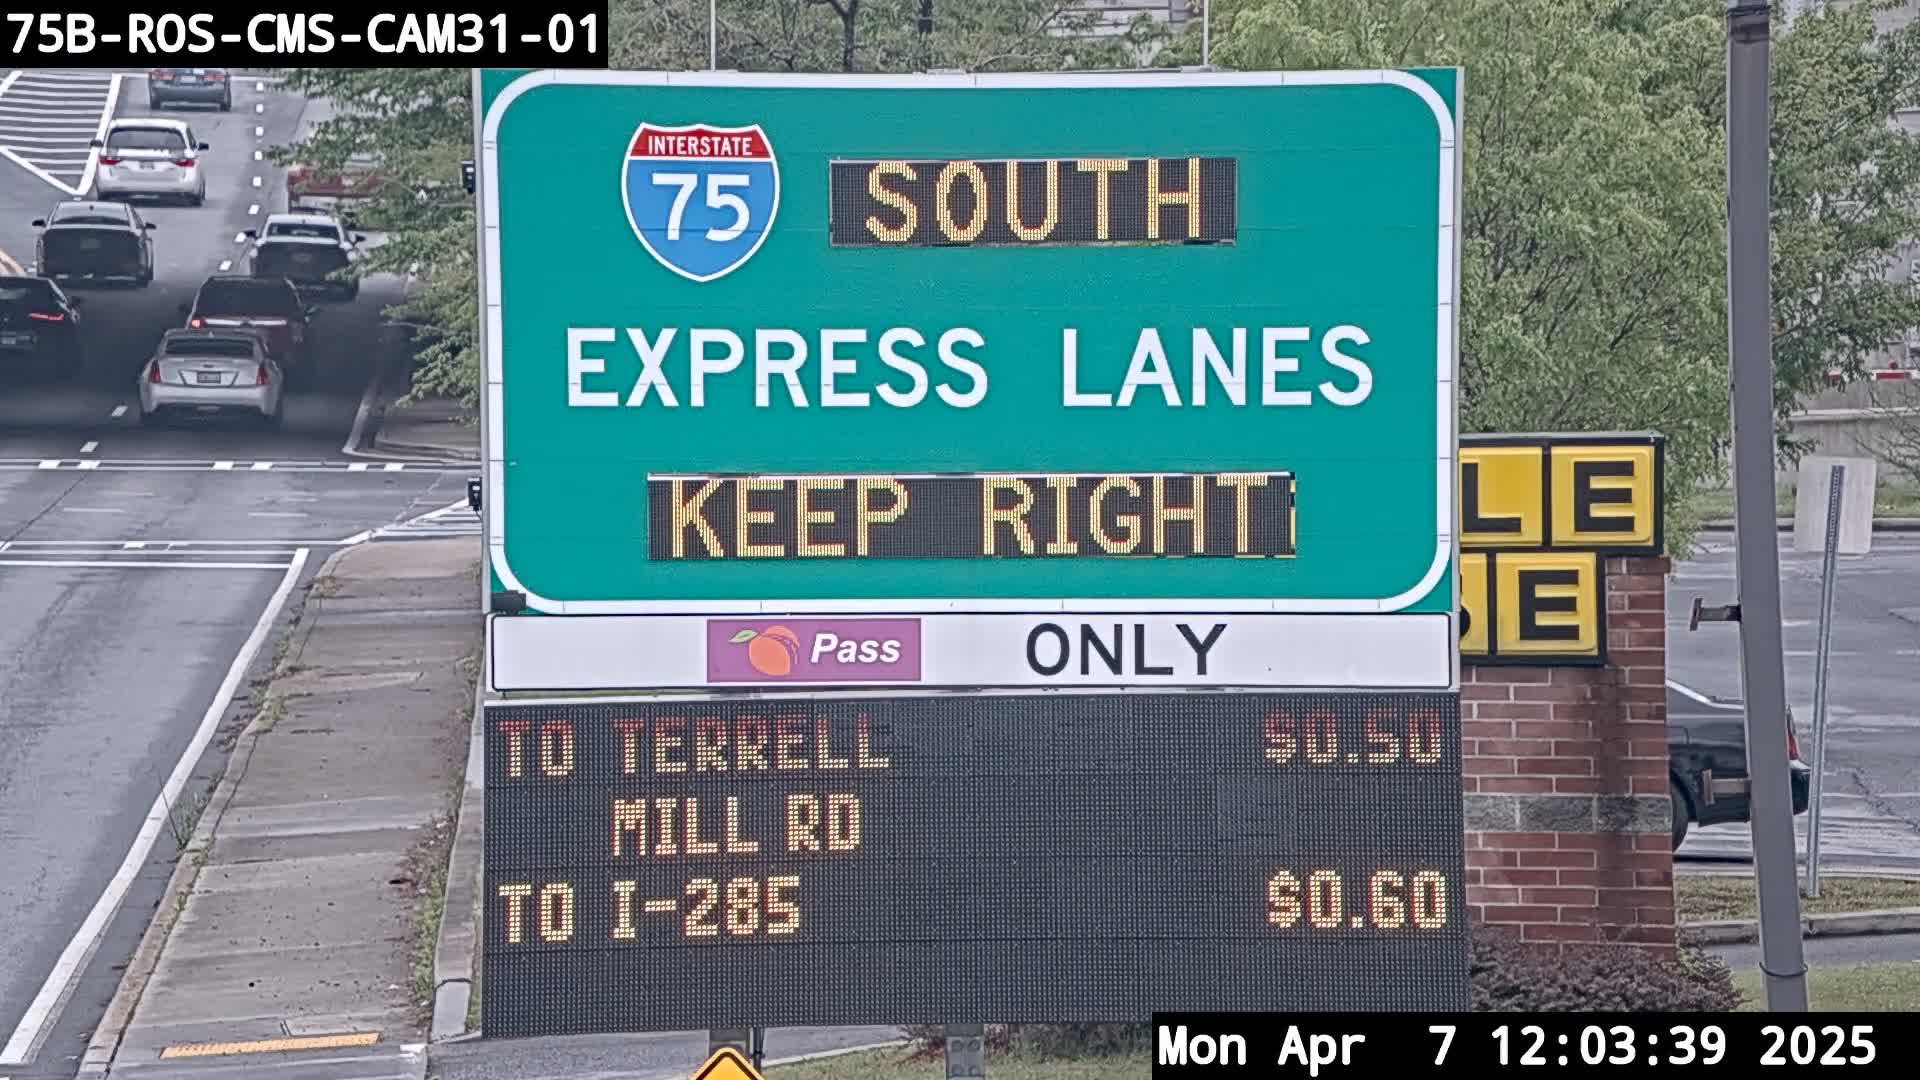 75B-ROS-CMS-CAM31-01
INTERSTATE
75
SOUTH
EXPRESS LANES
KEEP RIGHT
Pass ONLY
TO TERRELL $0.50
MILL RD
TO I-285 $0.60
LE
E
Mon Apr 7 12:03:39 2025